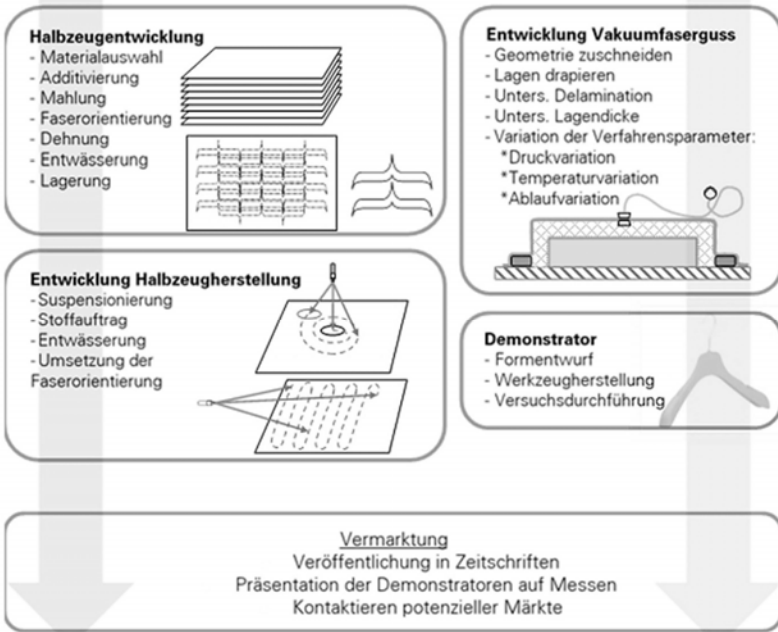 Halbzeugentwicklung
- Materialauswahl
- Additivierung
- Mahlung
- Faserorientierung
- Dehnung
- Entwässerung
- Lagerung
Entwicklung Halbzeugherstellung
- Suspensionierung
- Stoffauftrag
- Entwässerung
- Umsetzung der
Faserorientierung
Entwicklung Vakuumfaserguss
- Geometrie zuschneiden
- Lagen drapieren
- Unters. Delamination
- Unters. Lagendicke
- Variation der Verfahrensparameter:
*Druckvariation
*Temperaturvariation
*Ablaufvariation
Demonstrator
- Formentwurf
- Werkzeugherstellung
- Versuchsdurchführung
Vermarktung
Veröffentlichung in Zeitschriften
Präsentation der Demonstratoren auf Messen
Kontaktieren potenzieller Märkte